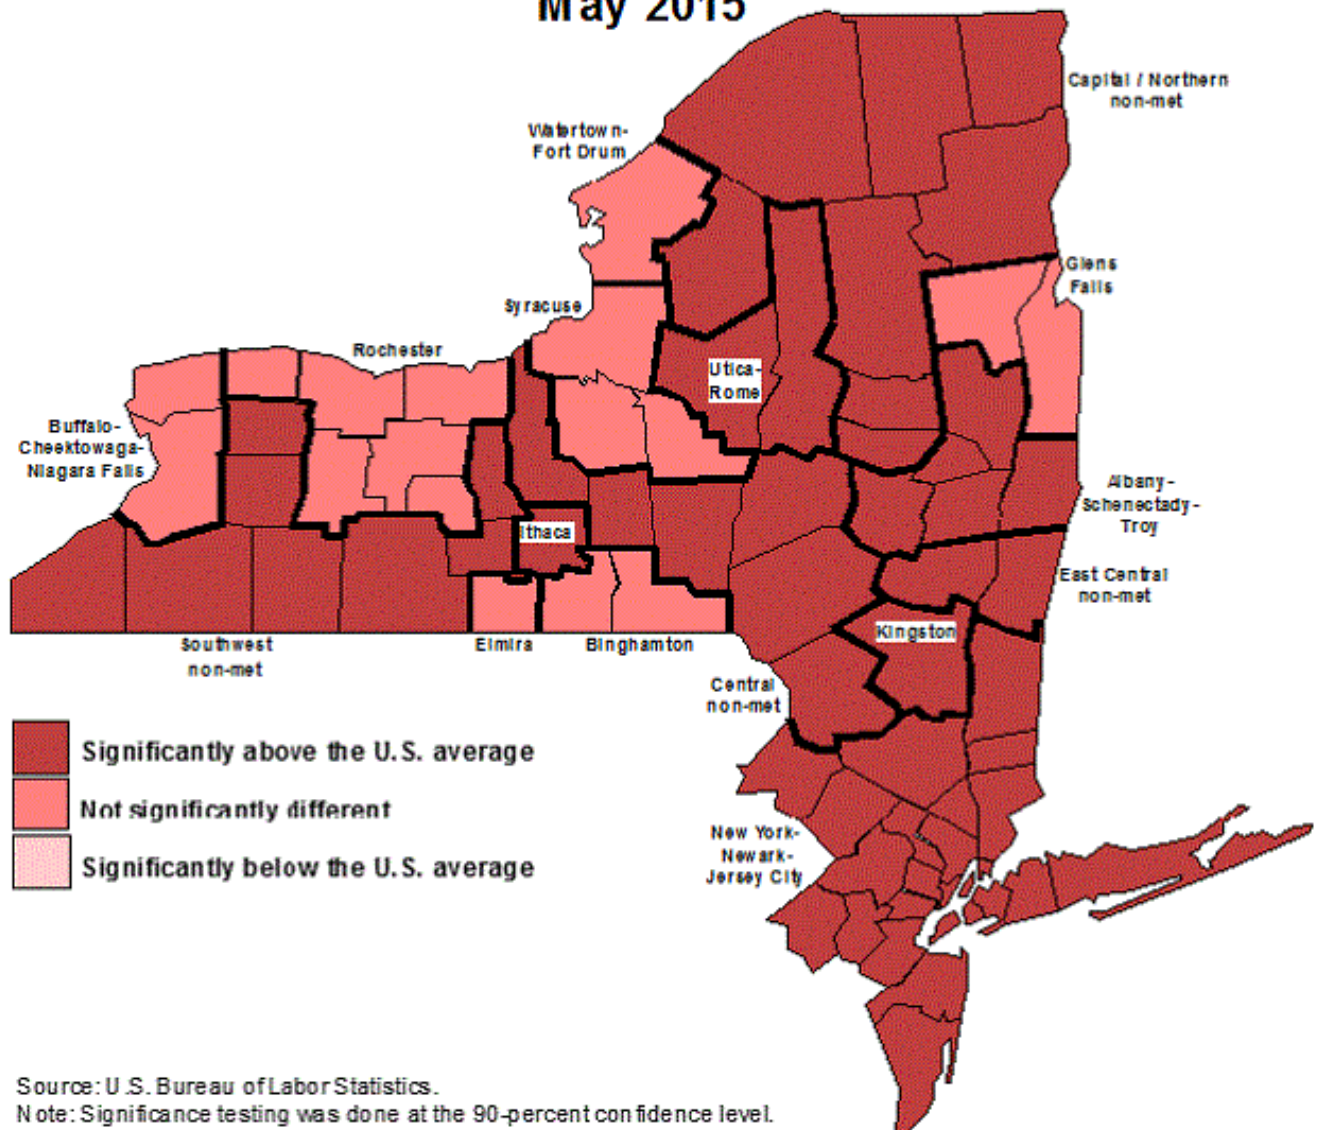 May 2015
Capital / Northern
non-met
Watertown-
Fort Drum
Glens
Falls
Syracuse
Rochester
Utica-
Rome
Buffalo-
Cheektowaga-
Niagara Falls
Albany-
Schenectady-
Troy
Ithaca
East Central
non-met
Kingston
Southwest
non-met
Elmira
Binghamton
Central
non-met
Significantly above the U.S. average
Not significantly different
Significantly below the U.S. average
New York-
Newark-
Jersey City
Source: U.S. Bureau of Labor Statistics.
Note: Significance testing was done at the 90-percent confidence level.